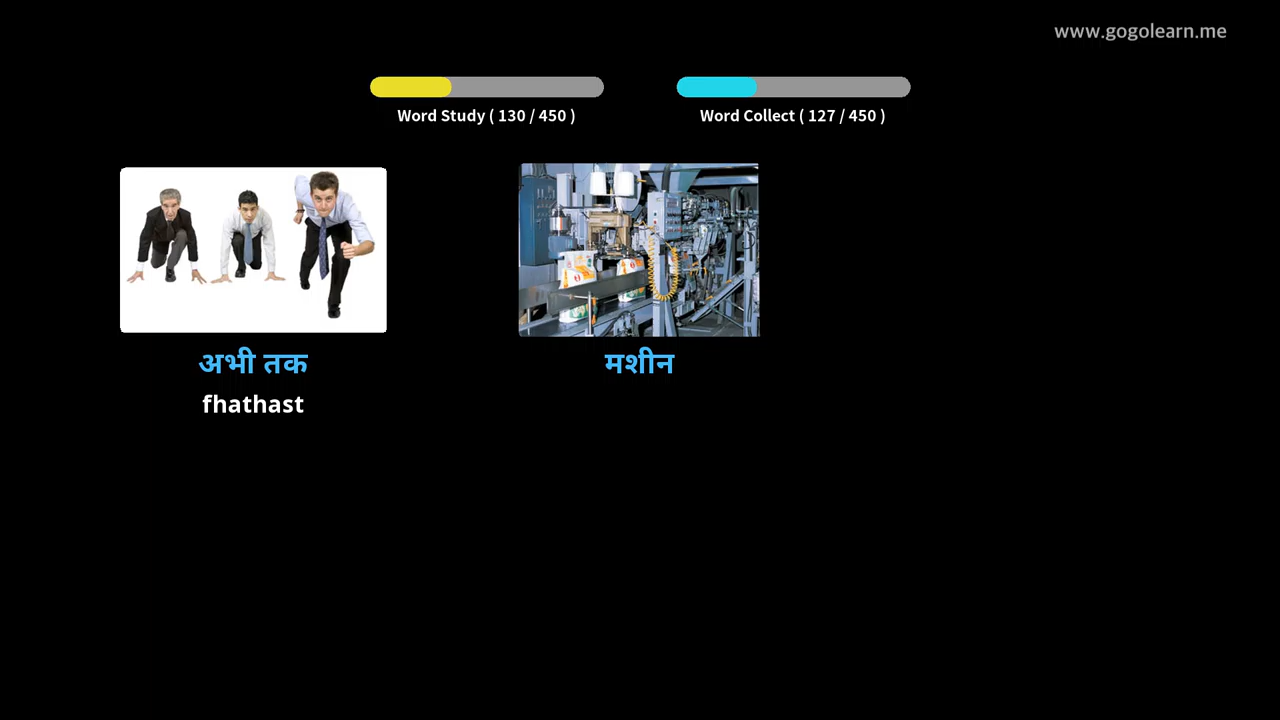 www.gogolearn.me
Word Study ( 130 / 450 )
Word Collect ( 127 / 450 )
अभी तक
मशीन
fhathast